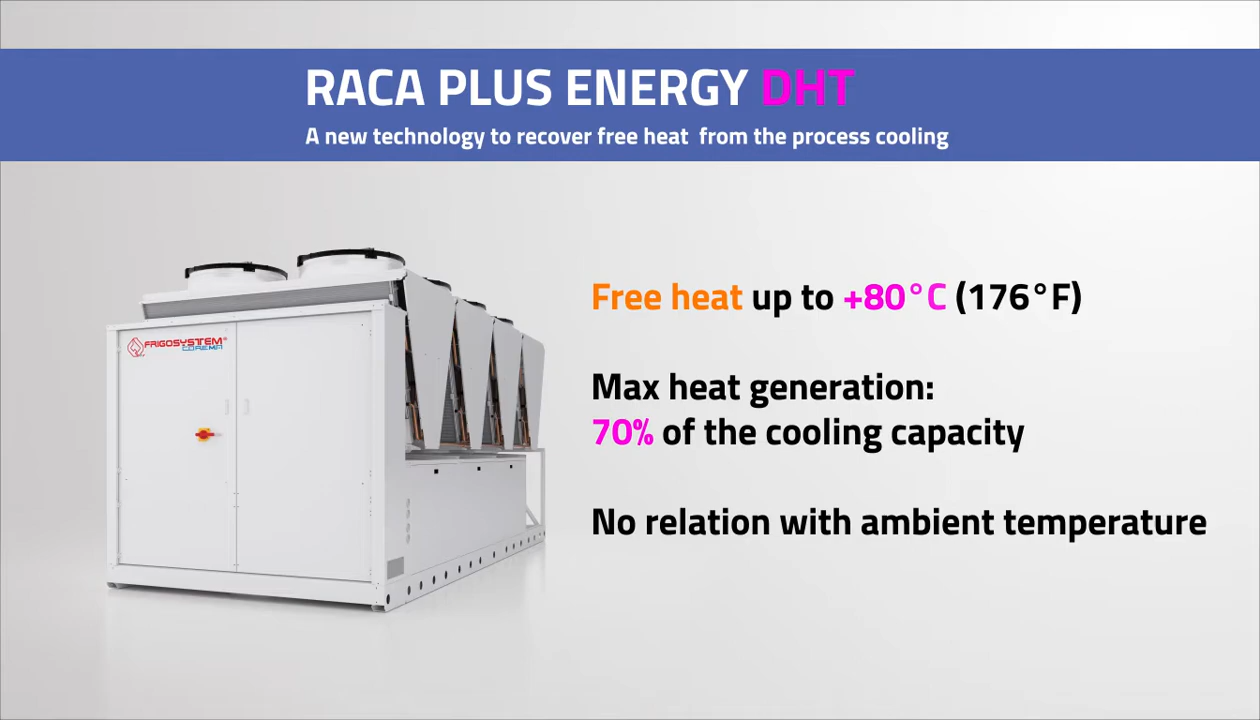 RACA PLUS ENERGY DHT
A new technology to recover free heat from the process cooling
FRIGOSYSTEM®
COREMA
Free heat up to +80°C (176°F)
Max heat generation:
70% of the cooling capacity
No relation with ambient temperature